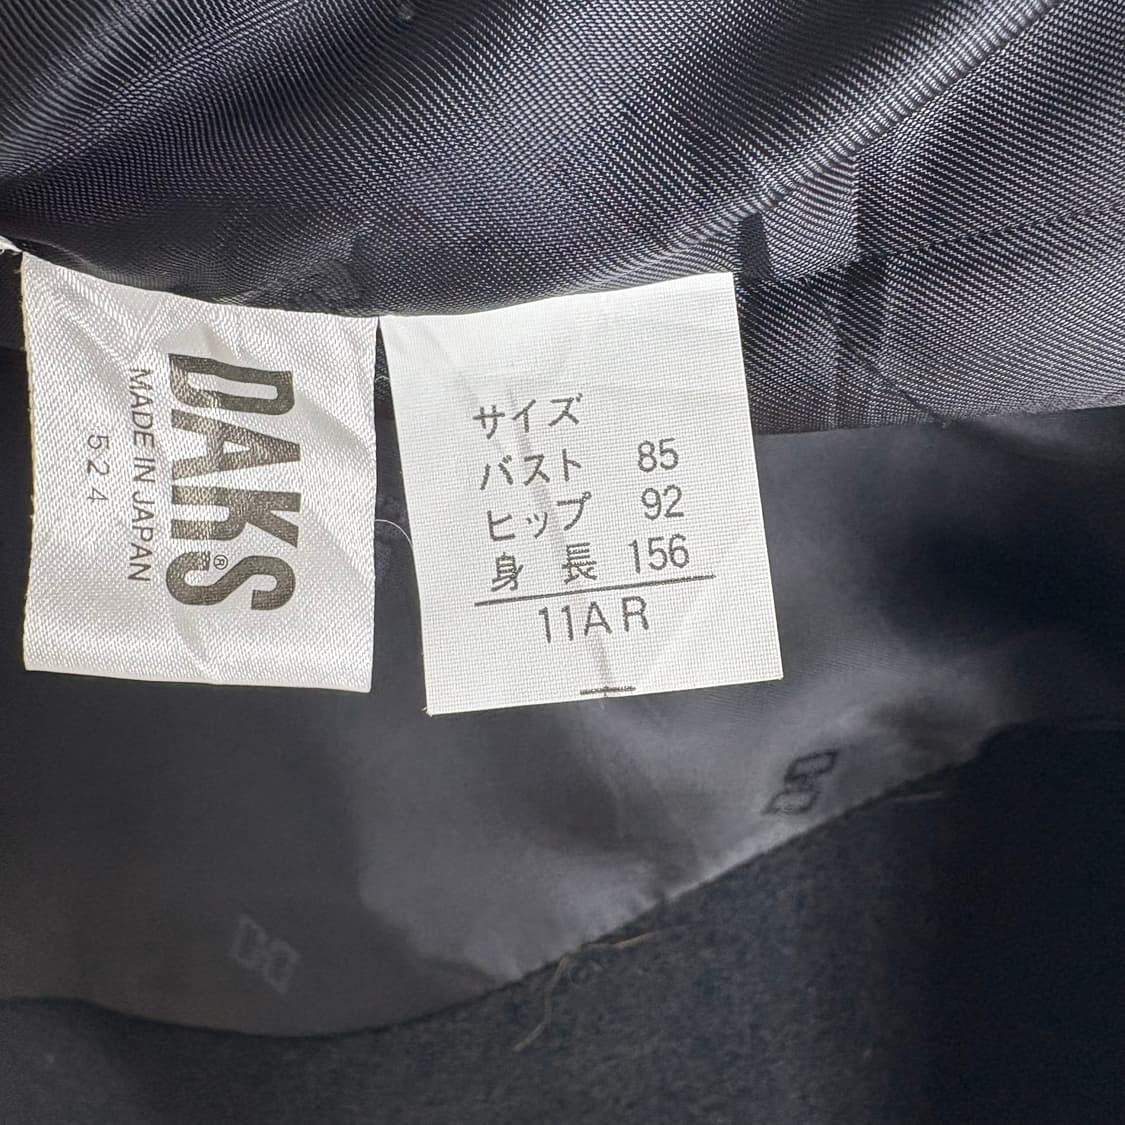 DAKS®
MADE IN JAPAN
524
サイズ
バスト 85
ヒップ 92
身長 156
11AR